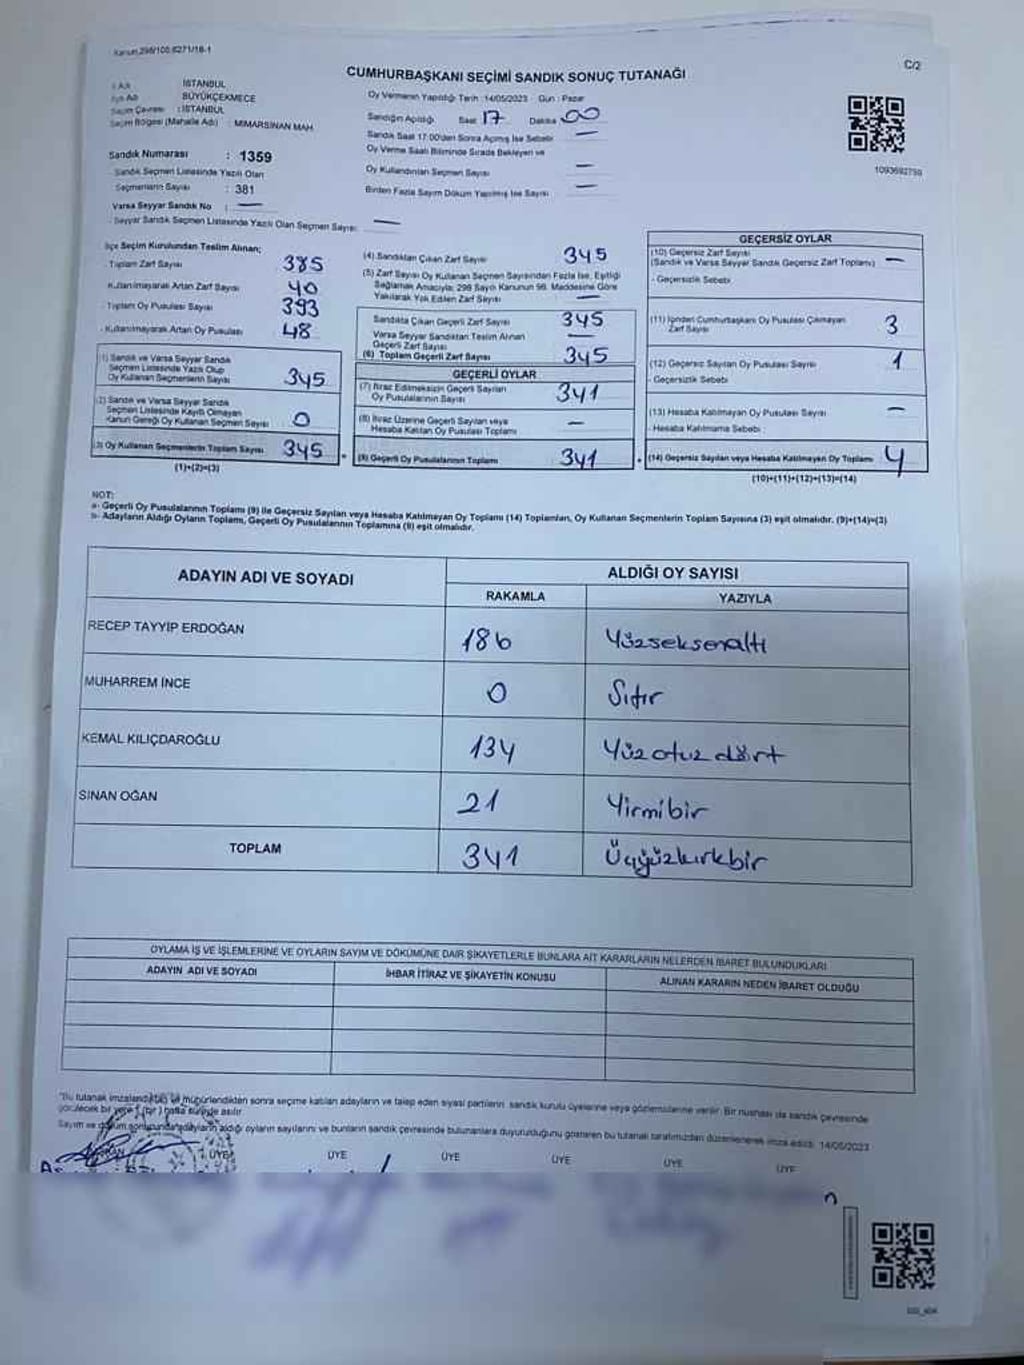 Kanun 298/100,6271/18-1
C/2
CUMHURBAŞKANI SEÇİMİ SANDIK SONUÇ TUTANAĞI
İl Adı : İSTANBUL
İlçe Adı : BÜYÜKÇEKMECE
Seçim Çevresi : İSTANBUL
Seçim Bölgesi (Mahalle Adı) : MIMARSINAN MAH.
Sandık Numarası : 1359
Sandık Seçmen Listesinde Yazılı Olan
Seçmenlerin Sayısı : 381
Varsa Seyyar Sandık No : —
Seyyar Sandık Seçmen Listesinde Yazılı Olan Seçmen Sayısı: —
Oy Vermenin Yapıldığı Tarih : 14/05/2023 Gün : Pazar
Sandığın Açıldığı Saat 17 Dakika 00
Sandık Saat 17:00'den Sonra Açılmış İse Sebebi —
Oy Verme Saati Bitiminde Sırada Bekleyen ve
Oy Kullandırılan Seçmen Sayısı —
Birden Fazla Sayım Döküm Yapılmış İse Sayısı —
1093692759
İlçe Seçim Kurulundan Teslim Alınan;
- Toplam Zarf Sayısı 385
- Kullanılmayarak Artan Zarf Sayısı 40
- Toplam Oy Pusulası Sayısı 393
- Kullanılmayarak Artan Oy Pusulası 48
(1) Sandık ve Varsa Seyyar Sandık
Seçmen Listesinde Yazılı Olup
Oy Kullanan Seçmenlerin Sayısı 345
(2) Sandık ve Varsa Seyyar Sandık
Seçmen Listesinde Kayıtlı Olmayan
Kanun Gereği Oy Kullanan Seçmen Sayısı 0
(3) Oy Kullanan Seçmenlerin Toplam Sayısı 345
(1)+(2)=(3)
(4) Sandıktan Çıkan Zarf Sayısı 345
(5) Zarf Sayısı Oy Kullanan Seçmen Sayısından Fazla İse, Eşitliği
Sağlamak Amacıyla; 298 Sayılı Kanunun 98. Maddesine Göre
Yakılarak Yok Edilen Zarf Sayısı —
Sandıkta Çıkan Geçerli Zarf Sayısı 345
Varsa Seyyar Sandıktan Teslim Alınan
Geçerli Zarf Sayısı —
(6) Toplam Geçerli Zarf Sayısı 345
GEÇERLİ OYLAR
(7) İtiraz Edilmeksizin Geçerli Sayılan
Oy Pusulalarının Sayısı 341
(8) İtiraz Üzerine Geçerli Sayılan veya
Hesaba Katılan Oy Pusulası Toplamı —
(9) Geçerli Oy Pusulalarının Toplamı 341
GEÇERSİZ OYLAR
(10) Geçersiz Zarf Sayısı
(Sandık ve Varsa Seyyar Sandık Geçersiz Zarf Toplamı) —
- Geçersizlik Sebebi
(11) İçinden Cumhurbaşkanı Oy Pusulası Çıkmayan
Zarf Sayısı 3
(12) Geçersiz Sayılan Oy Pusulası Sayısı 1
- Geçersizlik Sebebi
(13) Hesaba Katılmayan Oy Pusulası Sayısı —
- Hesaba Katılmama Sebebi :
(14) Geçersiz Sayılan veya Hesaba Katılmayan Oy Toplamı 4
(10)+(11)+(12)+(13)=(14)
NOT:
a- Geçerli Oy Pusulalarının Toplamı (9) ile Geçersiz Sayılan veya Hesaba Katılmayan Oy Toplamı (14) Toplamları, Oy Kullanan Seçmenlerin Toplam Sayısına (3) eşit olmalıdır. (9)+(14)=(3)
b- Adayların Aldığı Oyların Toplamı, Geçerli Oy Pusulalarının Toplamına (9) eşit olmalıdır.
ADAYIN ADI VE SOYADI ALDIĞI OY SAYISI
RAKAMLA YAZIYLA
RECEP TAYYİP ERDOĞAN 186 Yüzseksenaltı
MUHARREM İNCE 0 Sıfır
KEMAL KILIÇDAROĞLU 134 Yüz otuz dört
SİNAN OĞAN 21 Yirmibir
TOPLAM 341 Üçyüzkırkbir
OYLAMA İŞ VE İŞLEMLERİNE VE OYLARIN SAYIM VE DÖKÜMÜNE DAİR ŞİKAYETLERLE BUNLARA AİT KARARLARIN NELERDEN İBARET BULUNDUKLARI
ADAYIN ADI VE SOYADI İHBAR İTİRAZ VE ŞİKAYETİN KONUSU ALINAN KARARIN NEDEN İBARET OLDUĞU
"Bu tutanak imzalandıktan ve mühürlendikten sonra seçime katılan adayların ve talep eden siyasi partilerin sandık kurulu üyelerine veya gözlemcilerine verilir. Bir nüshası da sandık çevresinde
görülecek bir yere 1 (bir) hafta süreyle asılır.
Sayım ve döküm sonucunda adayların aldığı oyların sayılarını ve bunların sandık çevresinde bulunanlara duyurulduğunu gösteren bu tutanak tarafımızdan düzenlenerek imza edildi. 14/05/2023
ÜYE ÜYE ÜYE ÜYE ÜYE ÜYE